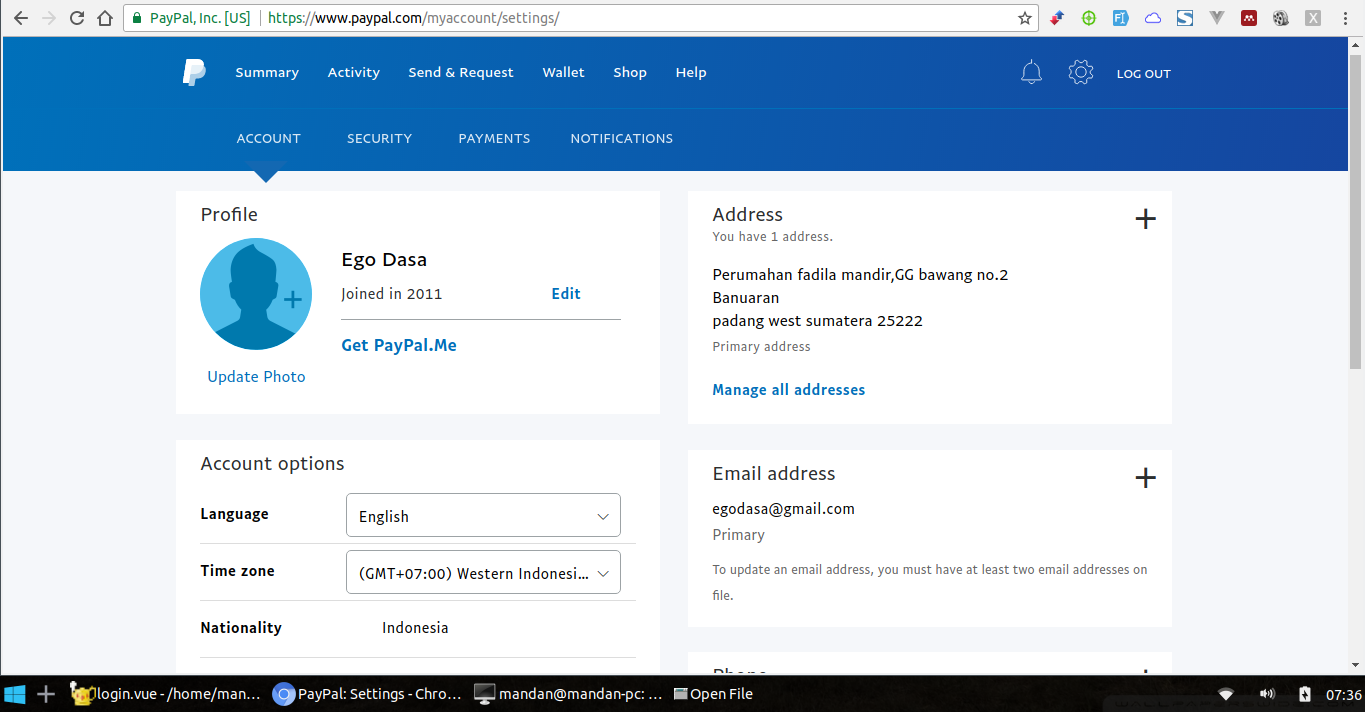 PayPal, Inc. [US] https://www.paypal.com/myaccount/settings/
Summary Activity Send & Request Wallet Shop Help LOG OUT
ACCOUNT SECURITY PAYMENTS NOTIFICATIONS
Profile
Ego Dasa
Joined in 2011 Edit
Get PayPal.Me
Update Photo
Address
You have 1 address.
Perumahan fadila mandir,GG bawang no.2
Banuaran
padang west sumatera 25222
Primary address
Manage all addresses
Account options
Language English
Time zone (GMT+07:00) Western Indonesi...
Nationality Indonesia
Email address
egodasa@gmail.com
Primary
To update an email address, you must have at least two email addresses on
file.
Phone
login.vue - /home/man... PayPal: Settings - Chro... mandan@mandan-pc: ... Open File 07:36